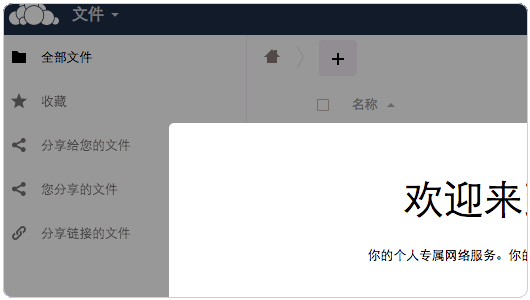 文件
全部文件
名称
收藏
分享给您的文件
您分享的文件
分享链接的文件
欢迎来
你的个人专属网络服务。你的